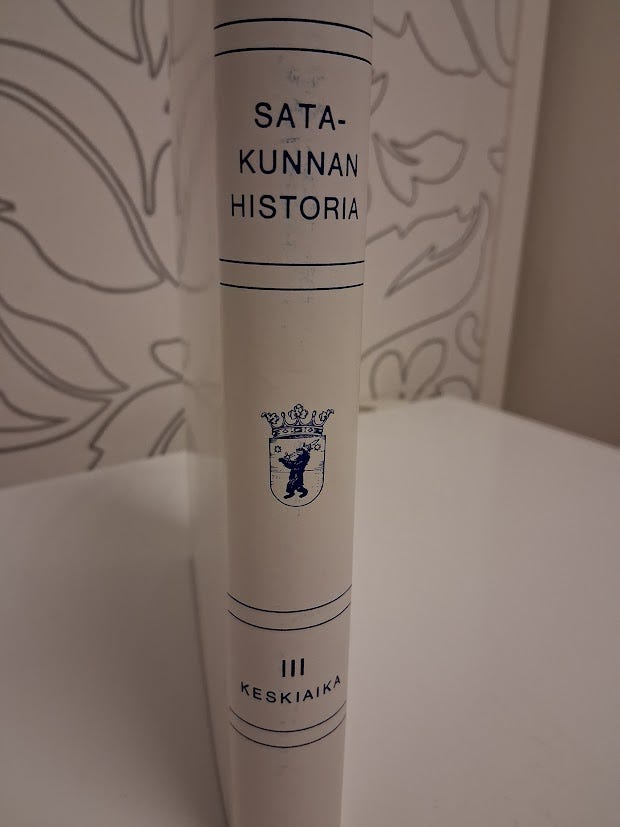 SATA-
KUNNAN
HISTORIA
III
KESKIAIKA